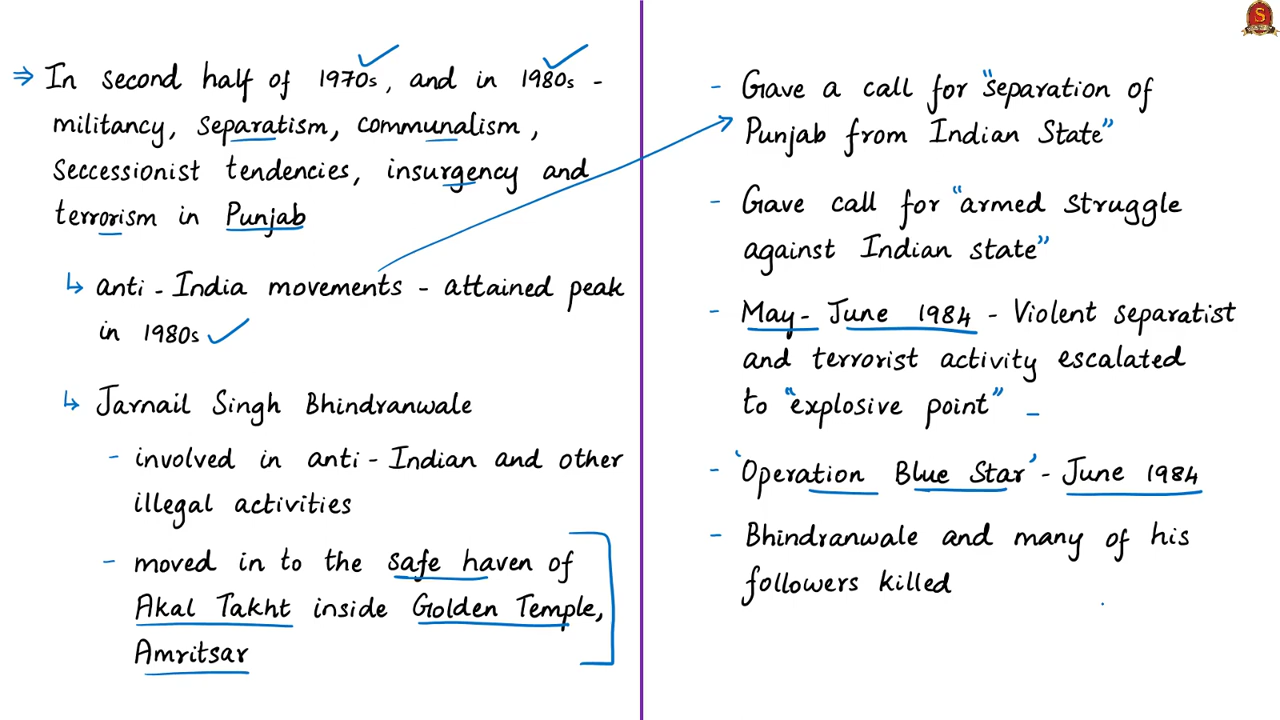 ⇒ In second half of 1970s, and in 1980s -
militancy, separatism, communalism,
Seccessionist tendencies, insurgency and
terrorism in Punjab
↳ anti - India movements - attained peak
in 1980s
↳ Jarnail Singh Bhindranwale
- involved in anti - Indian and other
illegal activities
- moved in to the safe haven of
Akal Takht inside Golden Temple,
Amritsar
- Gave a call for "separation of
Punjab from Indian State"
- Gave call for "armed struggle
against Indian state"
- May- June 1984 - Violent separatist
and terrorist activity escalated
to "explosive point" -
- 'Operation Blue Star' - June 1984
- Bhindranwale and many of his
followers killed
S